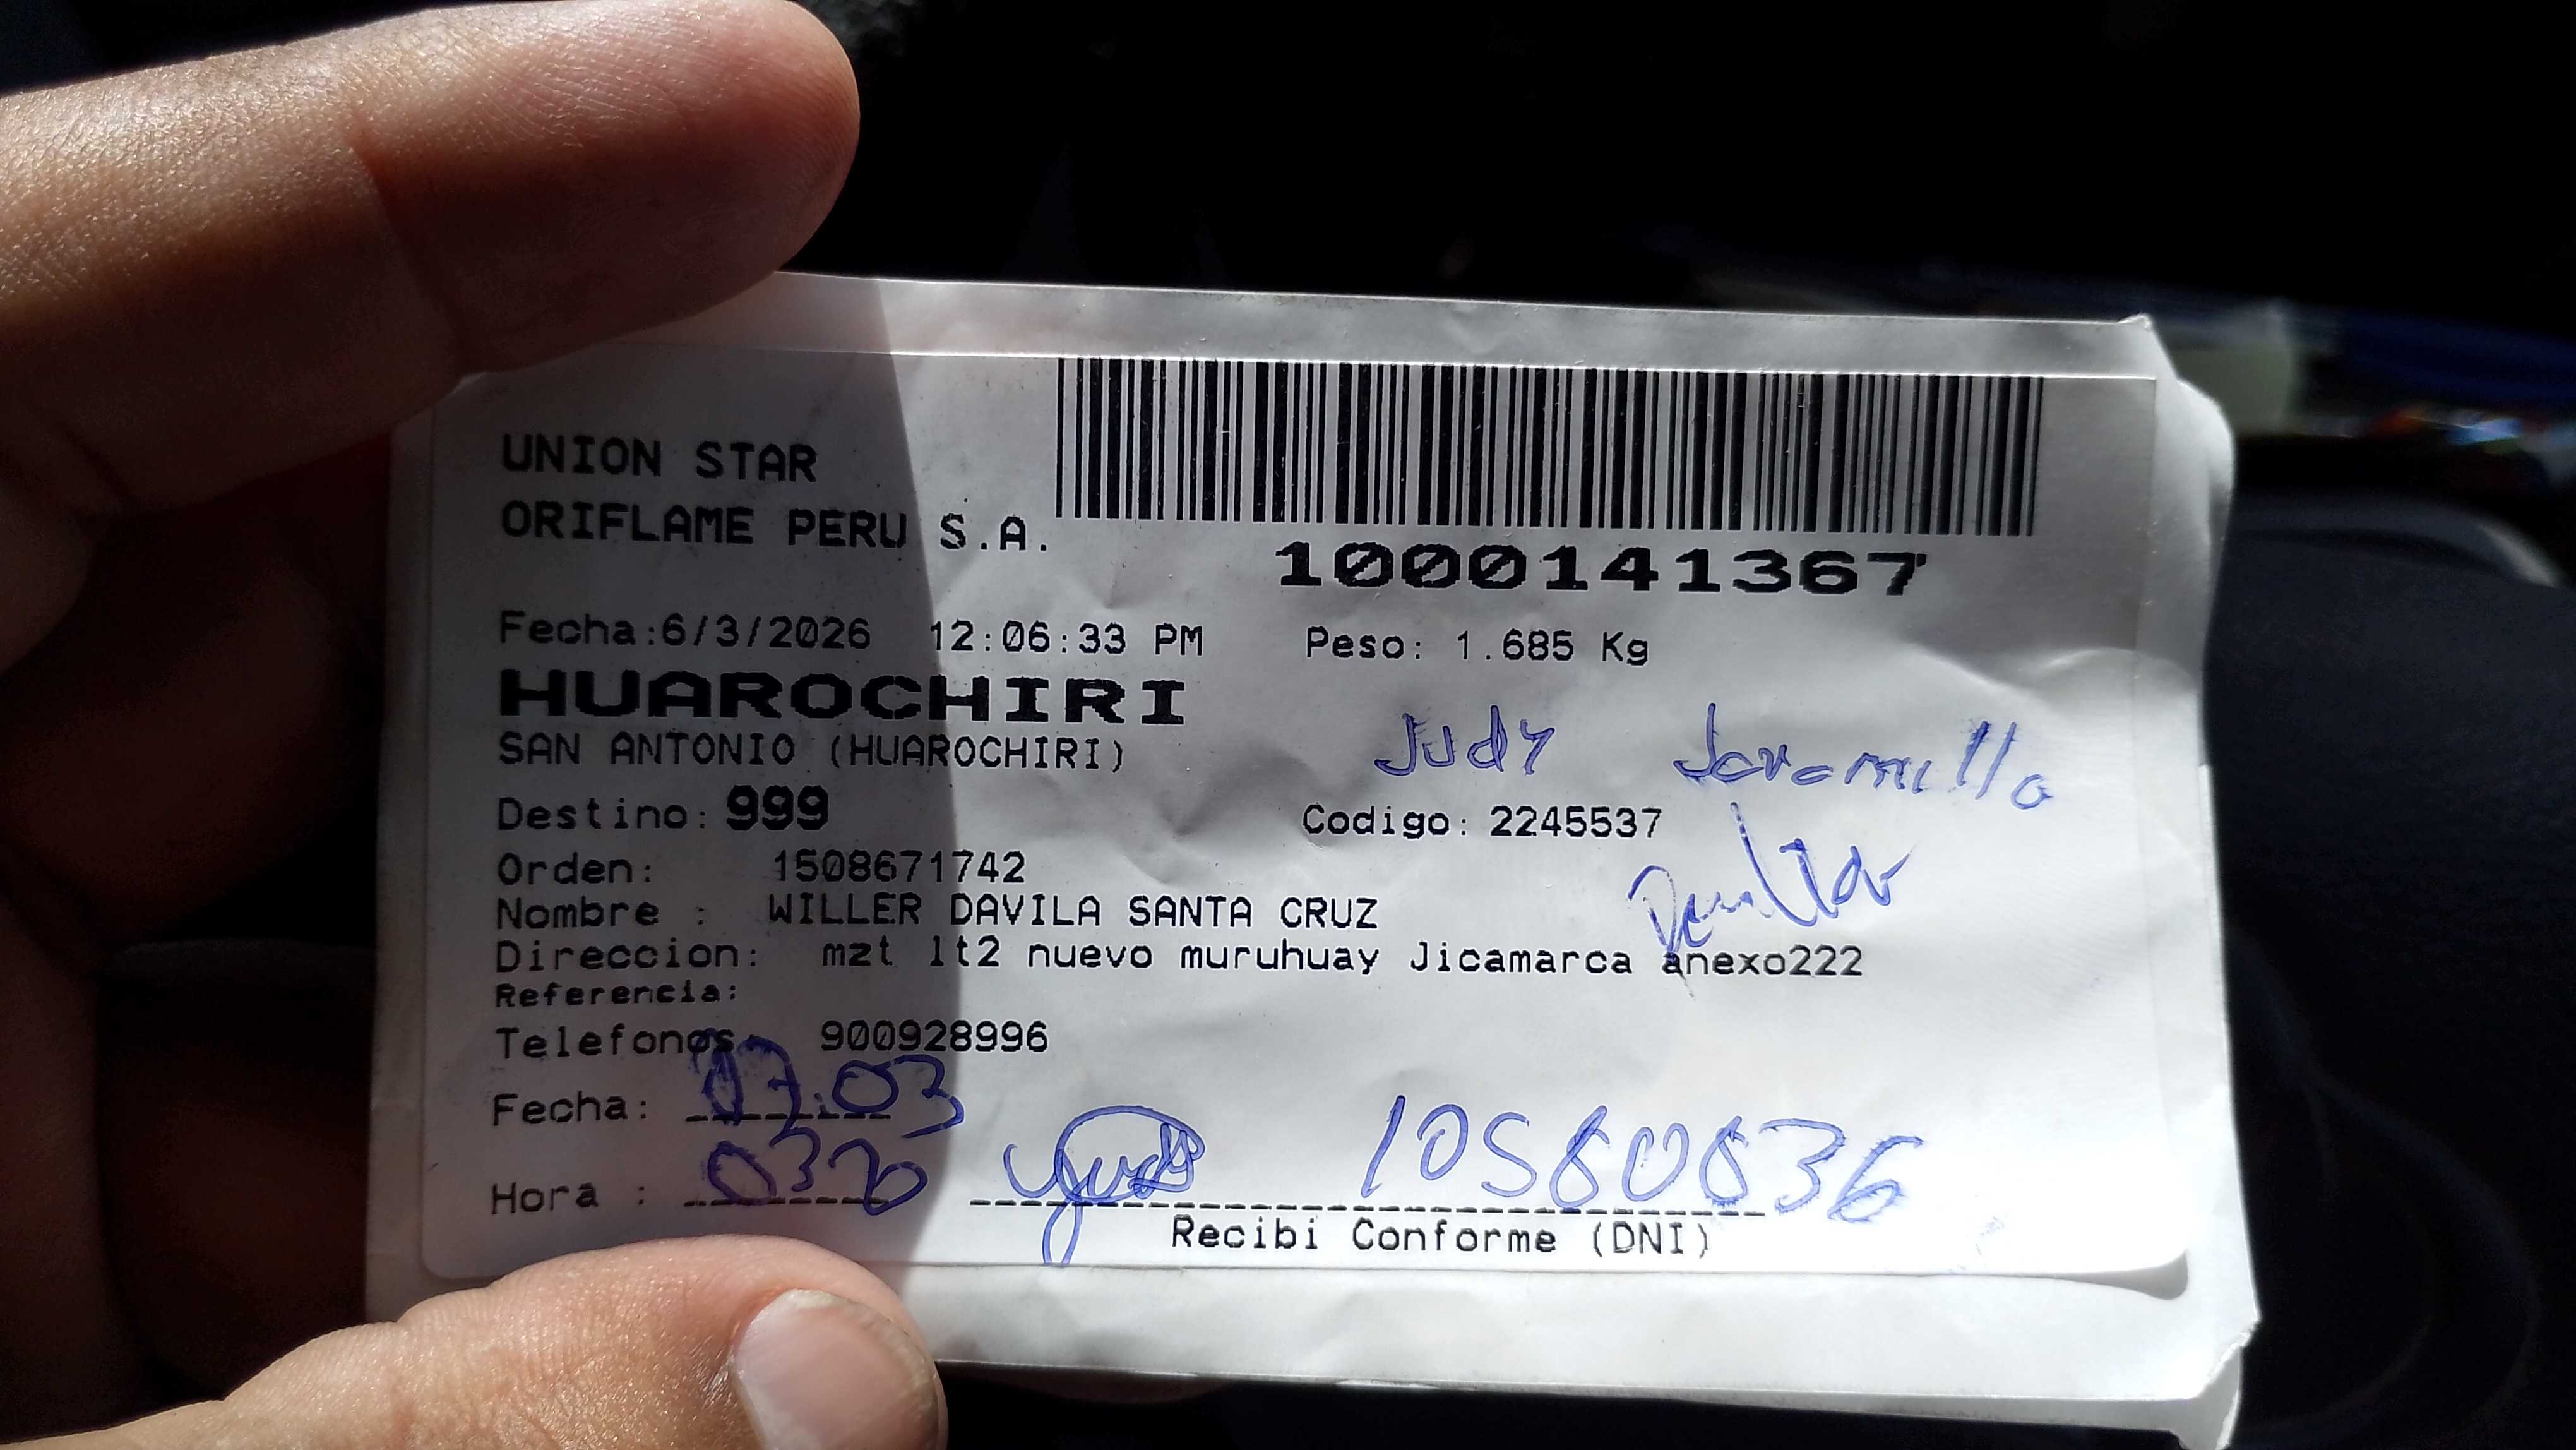 UNION STAR
ORIFLAME PERU S.A.
1000141367
Fecha:6/3/2026 12:06:33 PM Peso: 1.685 Kg
HUAROCHIRI
SAN ANTONIO (HUAROCHIRI)
Judy Jaramillo
Destino: 999 Codigo: 2245537
Orden: 1508671742
Nombre : WILLER DAVILA SANTA CRUZ
Direccion: mzt lt2 nuevo muruhuay Jicamarca anexo222
Referencia:
Telefonos: 900928996
Fecha: 07.03
Hora : 0320
Recibi Conforme (DNI)